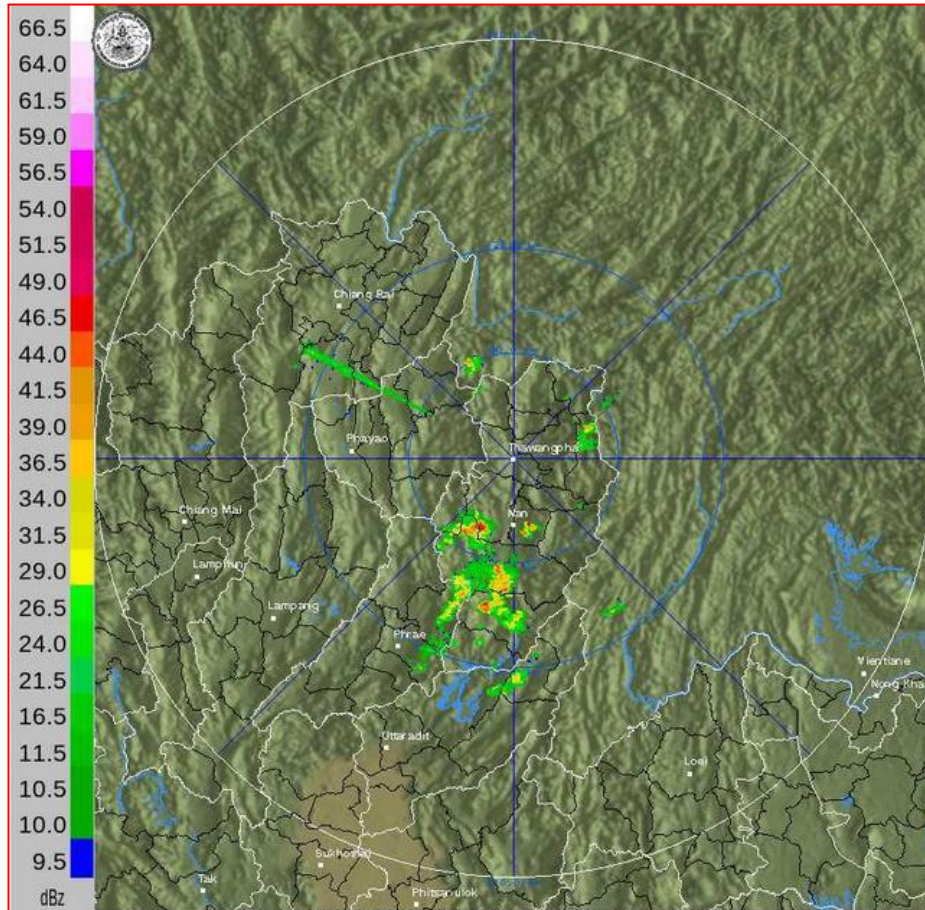 66.5
64.0
61.5
59.0
56.5
54.0
51.5
49.0
46.5
44.0
41.5
39.0
36.5
34.0
31.5
29.0
26.5
24.0
21.5
16.5
11.5
10.5
10.0
9.5
dBz
Chiang Rai
Phayao
Thawangpha
Chiang Mai
Nan
Lamphun
Lampang
Phrae
Vientiane
Nong Kha
Uttaradit
Loei
Sukhothai
Tak
Phitsanulok